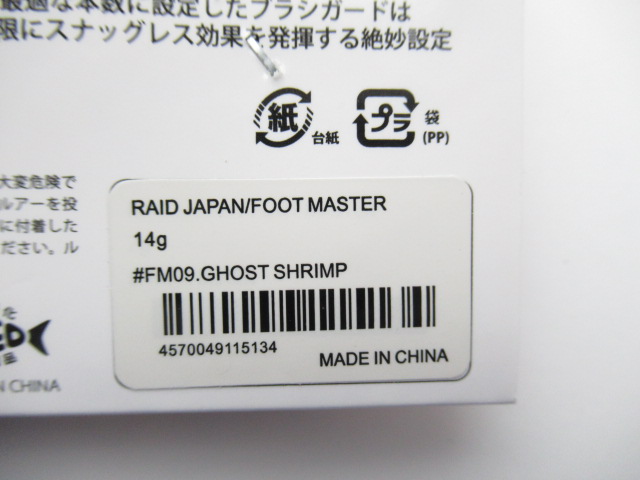 最適な本数に設定したブラシガードは
限にスナッグレス効果を発揮する絶妙設定
紙
台紙
プラ
袋
(PP)
大変危険で
ルアーを投
に付着した
ださい。ル
RAID JAPAN/FOOT MASTER
14g
#FM09.GHOST SHRIMP
4570049115134
MADE IN CHINA
を
ED
N CHINA